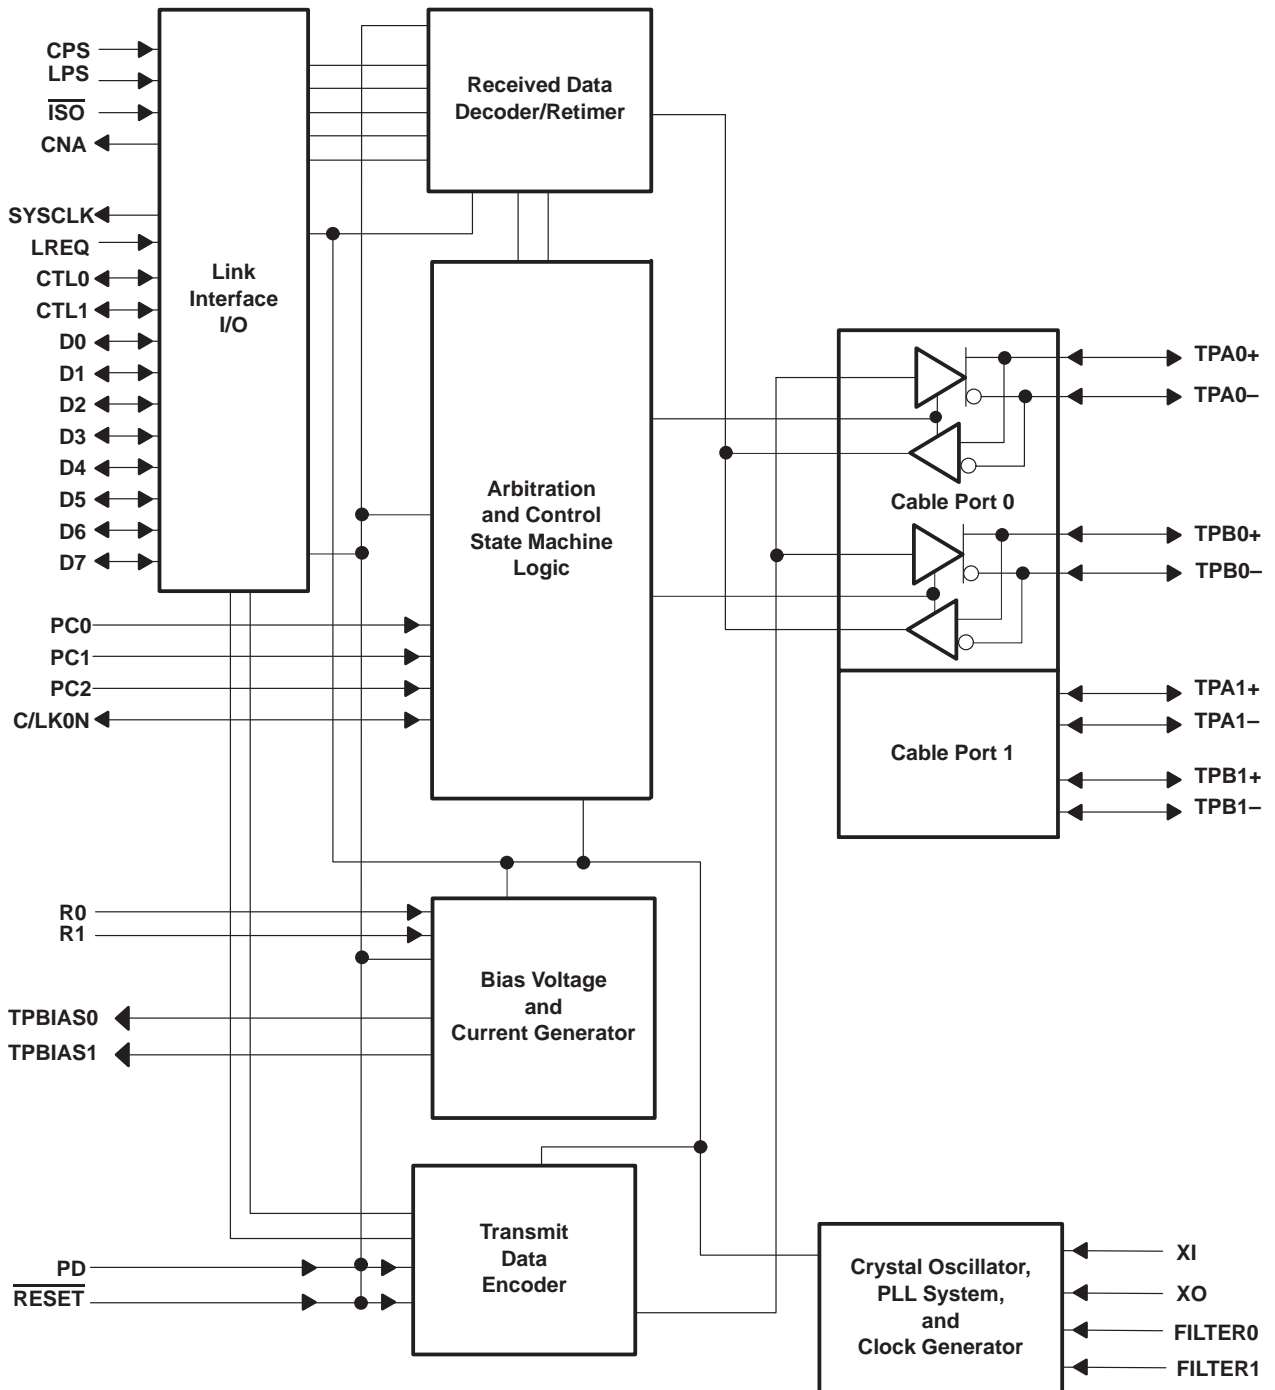 CPS
LPS
ISO
CNA
SYSCLK
LREQ
CTL0
CTL1
D0
D1
D2
D3
D4
D5
D6
D7
Link
Interface
I/O
Received Data
Decoder/Retimer
PC0
PC1
PC2
C/LK0N
Arbitration
and Control
State Machine
Logic
Cable Port 0
TPA0+
TPA0–
TPB0+
TPB0–
Cable Port 1
TPA1+
TPA1–
TPB1+
TPB1–
R0
R1
TPBIAS0
TPBIAS1
Bias Voltage
and
Current Generator
PD
RESET
Transmit
Data
Encoder
Crystal Oscillator,
PLL System,
and
Clock Generator
XI
XO
FILTER0
FILTER1